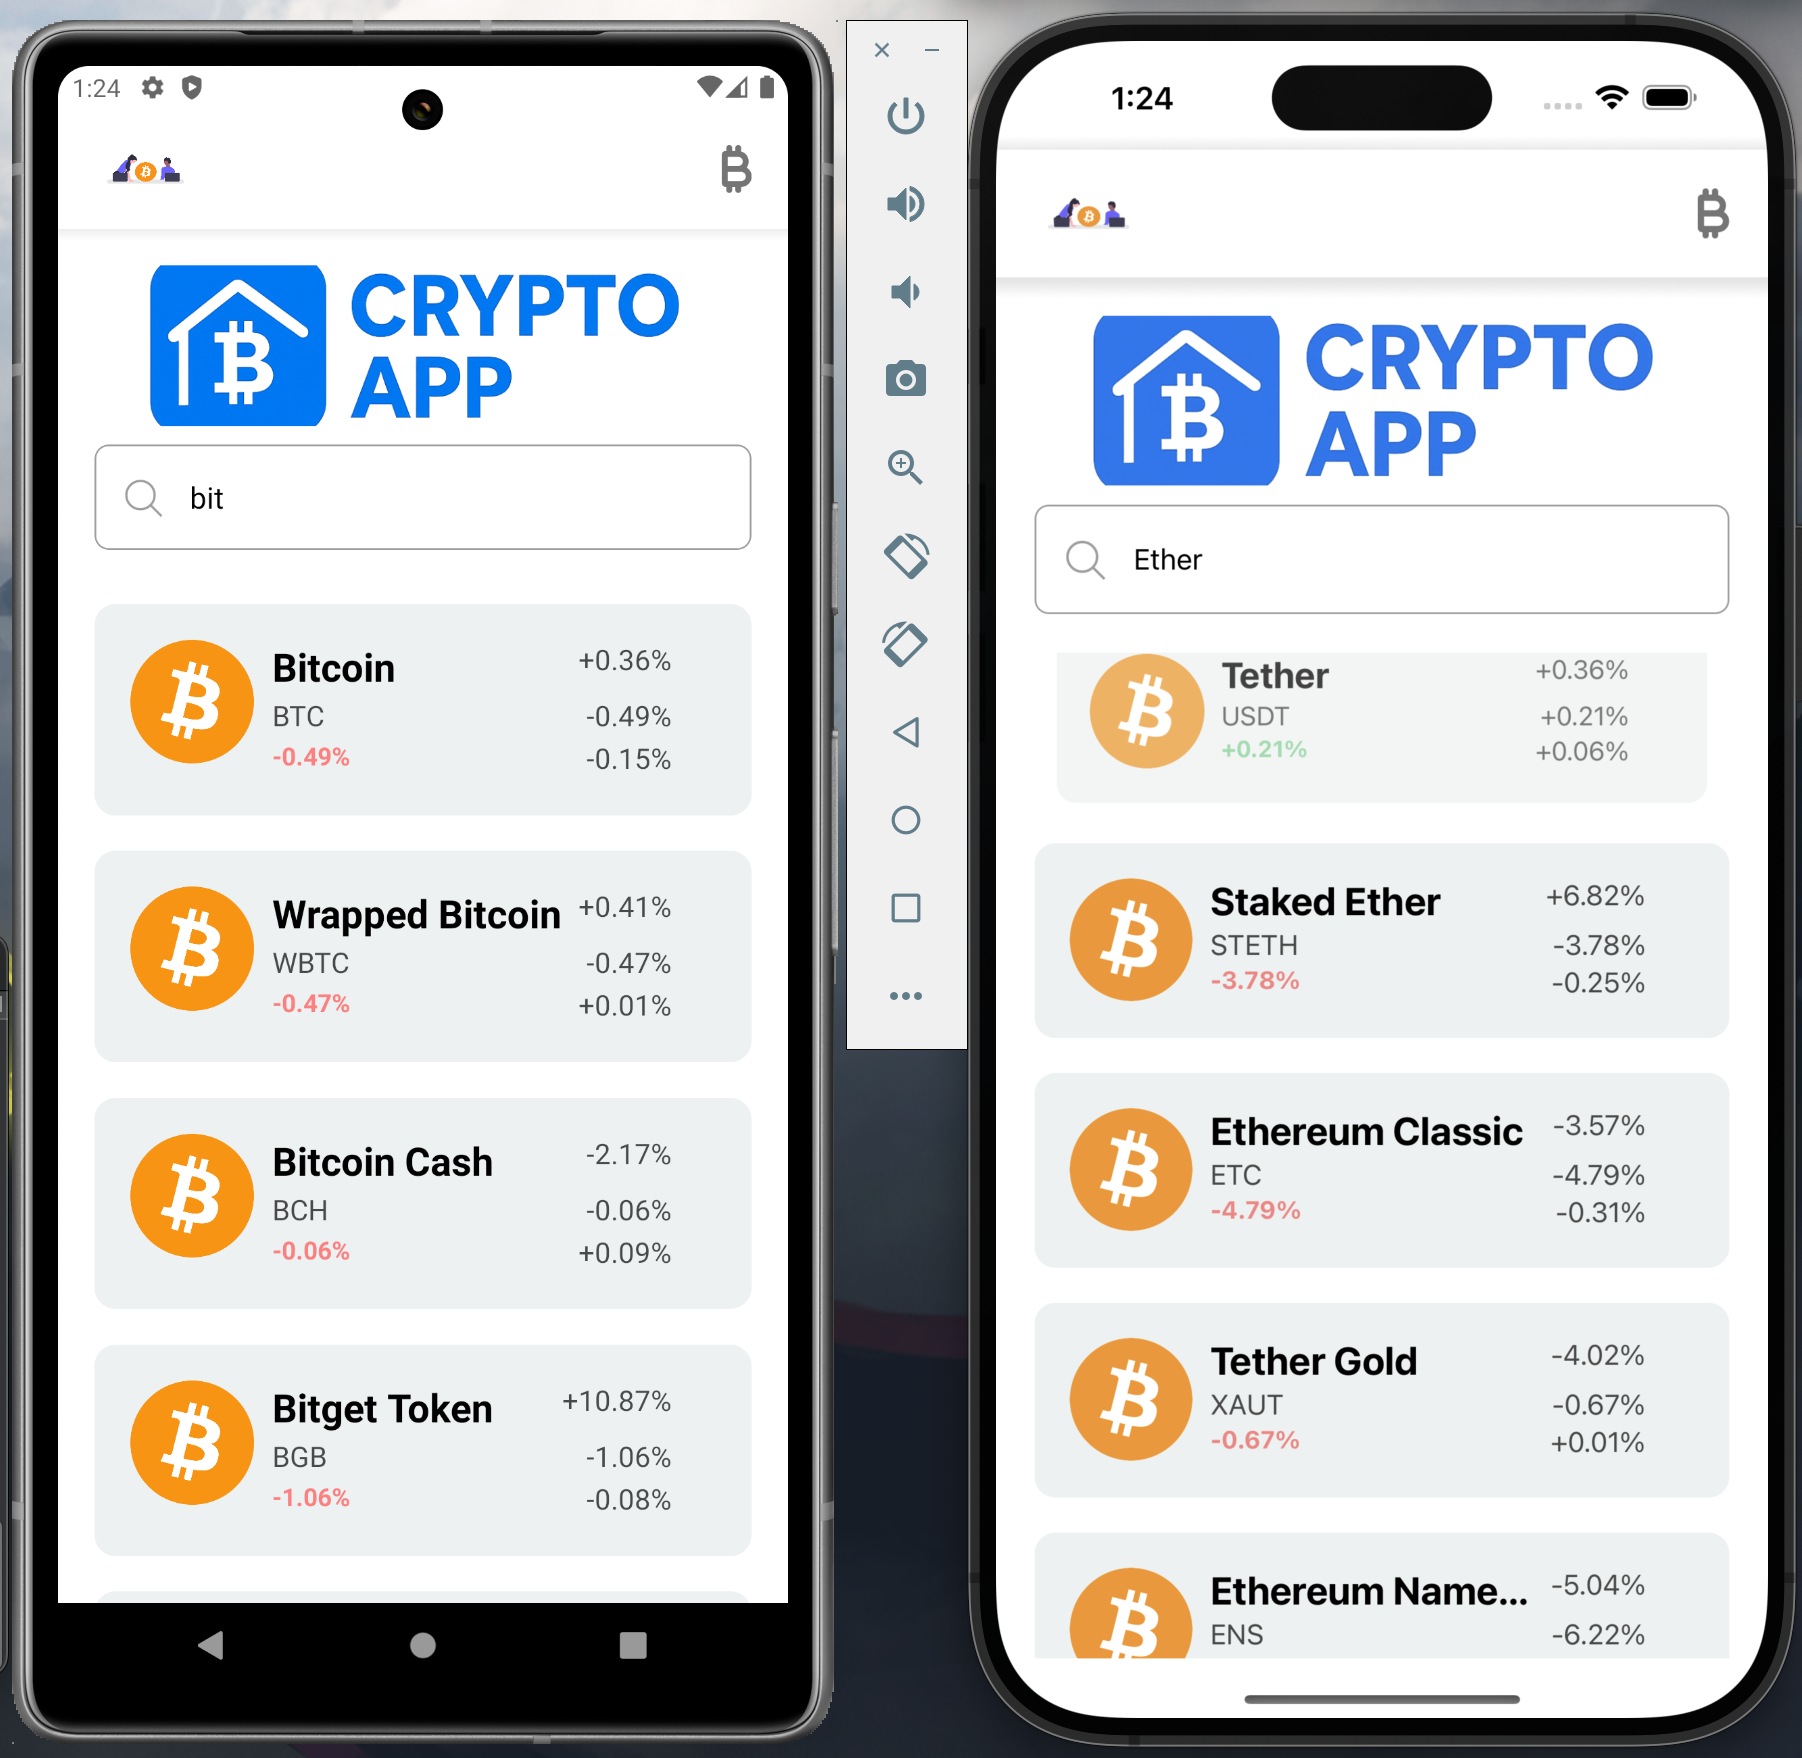 1:24
CRYPTO
APP
bit
Bitcoin +0.36%
BTC -0.49%
-0.49% -0.15%
Wrapped Bitcoin +0.41%
WBTC -0.47%
-0.47% +0.01%
Bitcoin Cash -2.17%
BCH -0.06%
-0.06% +0.09%
Bitget Token +10.87%
BGB -1.06%
-1.06% -0.08%
1:24
CRYPTO
APP
Ether
Tether +0.36%
USDT +0.21%
+0.21% +0.06%
Staked Ether +6.82%
STETH -3.78%
-3.78% -0.25%
Ethereum Classic -3.57%
ETC -4.79%
-4.79% -0.31%
Tether Gold -4.02%
XAUT -0.67%
-0.67% +0.01%
Ethereum Name... -5.04%
ENS -6.22%